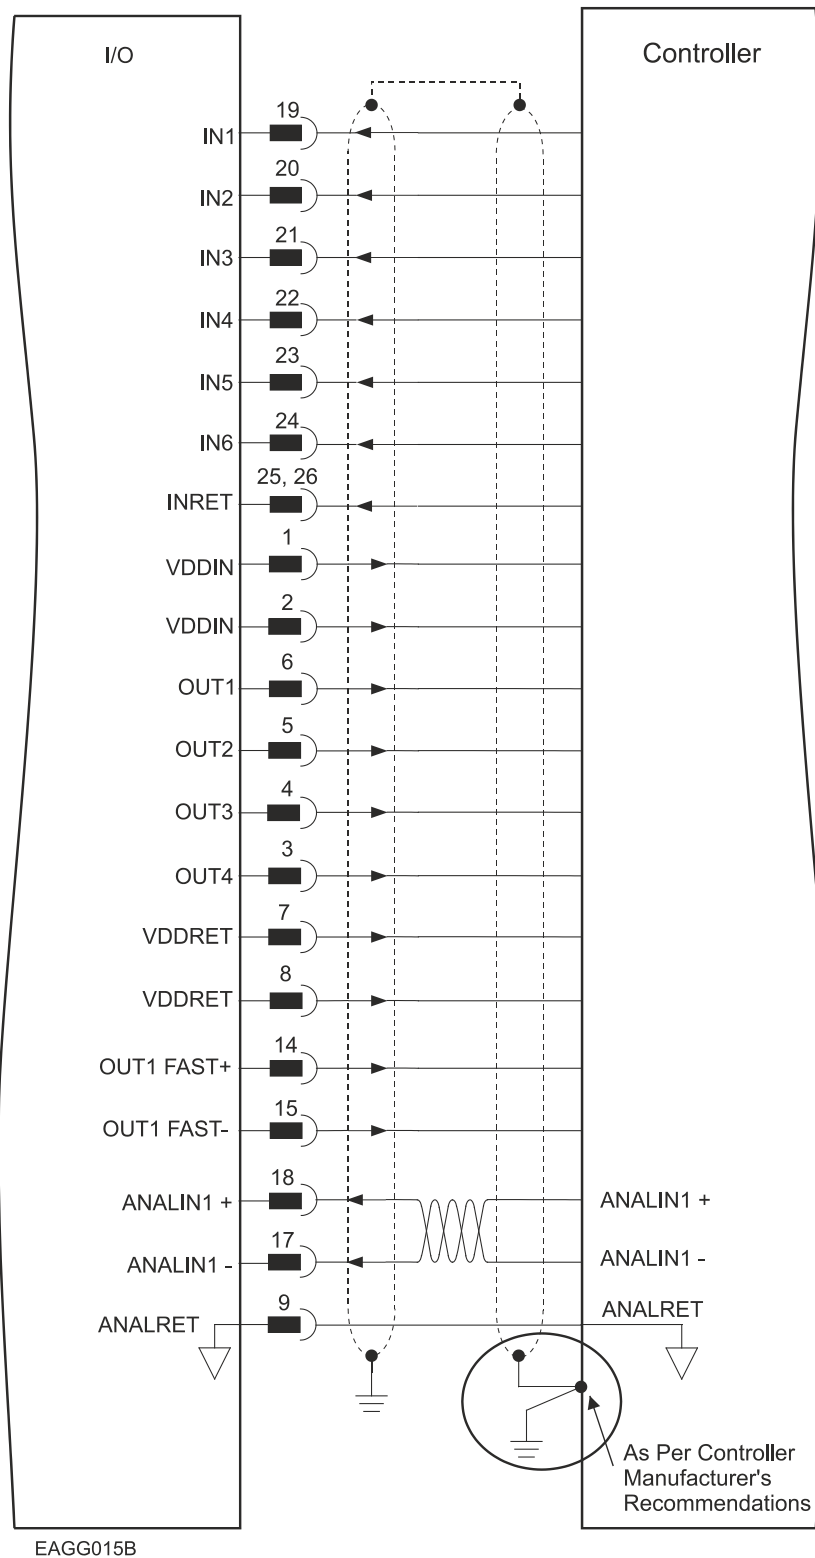 I/O
Controller
19
IN1
20
IN2
21
IN3
22
IN4
23
IN5
24
IN6
25, 26
INRET
1
VDDIN
2
VDDIN
6
OUT1
5
OUT2
4
OUT3
3
OUT4
7
VDDRET
8
VDDRET
14
OUT1 FAST+
15
OUT1 FAST-
18
ANALIN1 +
ANALIN1 +
17
ANALIN1 -
ANALIN1 -
9
ANALRET
ANALRET
As Per Controller
Manufacturer's
Recommendations
EAGG015B